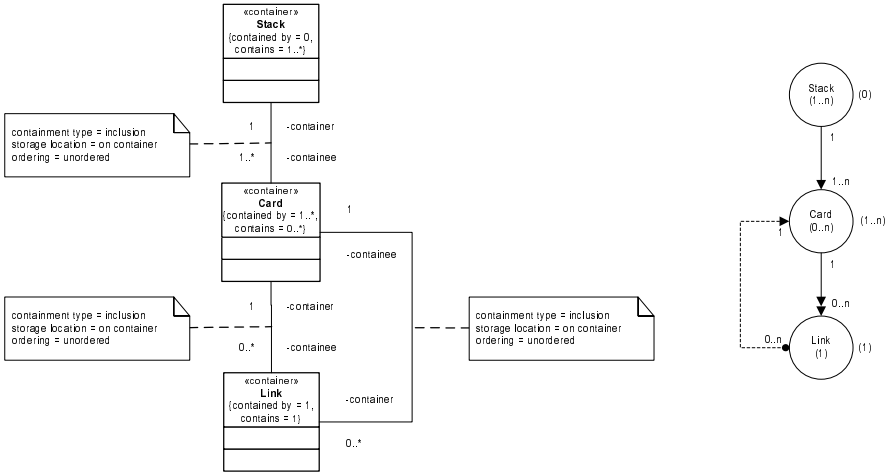 «container»
Stack
{contained by = 0,
contains = 1..*}
containment type = inclusion
storage location = on container
ordering = unordered
1
-container
1..*
-containee
«container»
Card
{contained by = 1..*,
contains = 0..*}
1
-containee
containment type = inclusion
storage location = on container
ordering = unordered
1
-container
0..*
-containee
containment type = inclusion
storage location = on container
ordering = unordered
«container»
Link
{contained by = 1,
contains = 1}
-container
0..*
Stack
(1..n)
(0)
1
1..n
Card
(0..n)
(1..n)
1
1
0..n
0..n
Link
(1)
(1)